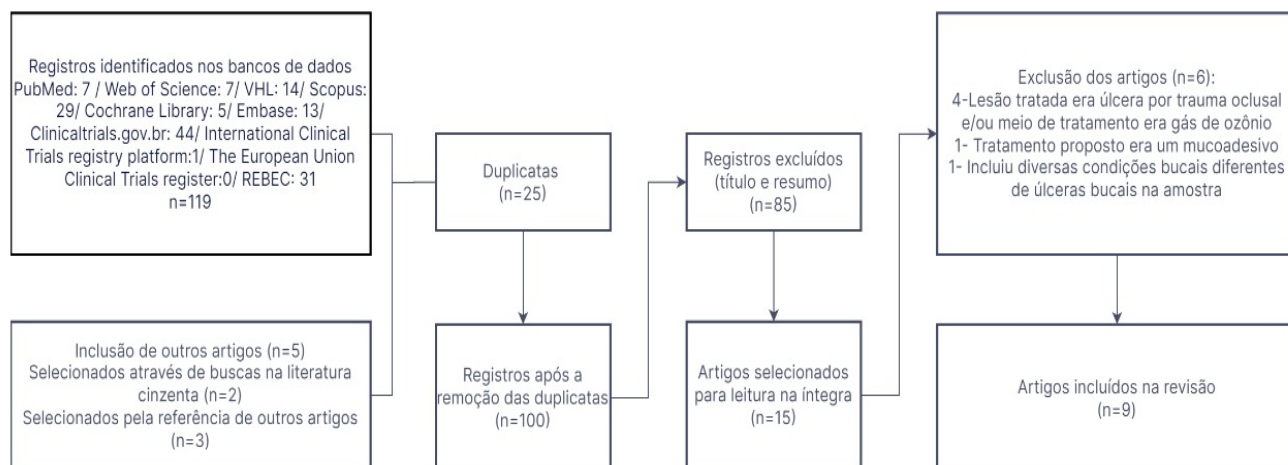 Registros identificados nos bancos de dados
PubMed: 7 / Web of Science: 7/ VHL: 14/ Scopus:
29/ Cochrane Library: 5/ Embase: 13/
Clinicaltrials.gov.br: 44/ International Clinical
Trials registry platform:1/ The European Union
Clinical Trials register:0/ REBEC: 31
n=119
Inclusão de outros artigos (n=5)
Selecionados através de buscas na literatura
cinzenta (n=2)
Selecionados pela referência de outros artigos
(n=3)
Duplicatas
(n=25)
Registros após a
remoção das duplicatas
(n=100)
Registros excluídos
(título e resumo)
(n=85)
Artigos selecionados
para leitura na íntegra
(n=15)
Exclusão dos artigos (n=6):
4-Lesão tratada era úlcera por trauma oclusal
e/ou meio de tratamento era gás de ozônio
1- Tratamento proposto era um mucoadesivo
1- Incluiu diversas condições bucais diferentes
de úlceras bucais na amostra
Artigos incluídos na revisão
(n=9)